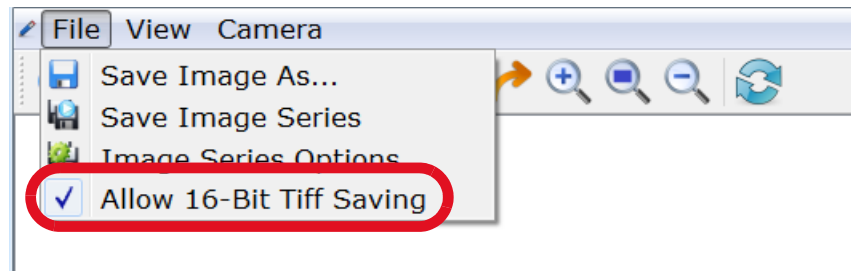 File View Camera
Save Image As...
Save Image Series
Image Series Options
Allow 16-Bit Tiff Saving